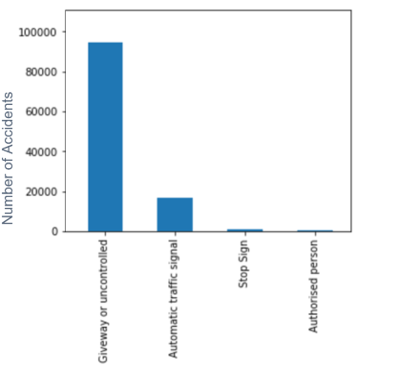 Number of Accidents
100000
80000
60000
40000
20000
0
Giveway or uncontrolled
Automatic traffic signal
Stop Sign
Authorised person